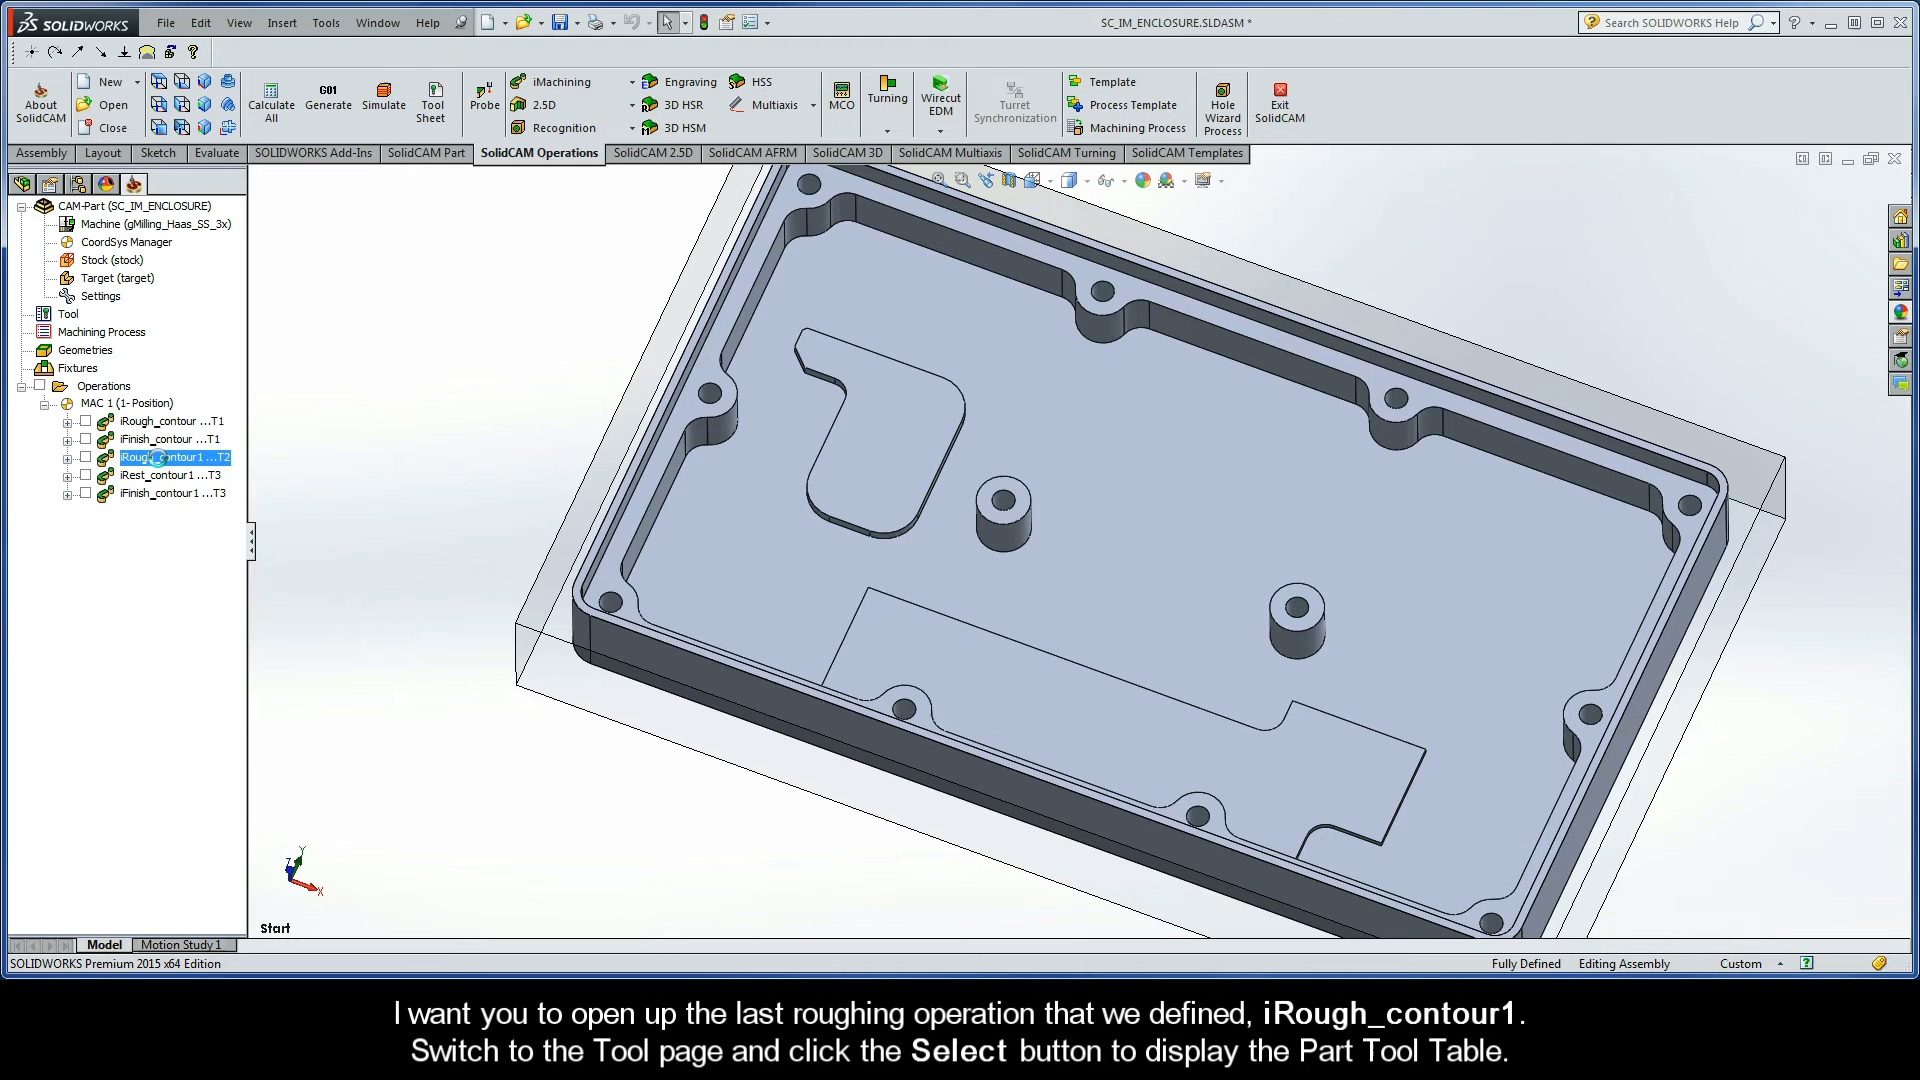 SOLIDWORKS File Edit View Insert Tools Window Help SC_IM_ENCLOSURE.SLDASM * Search SOLIDWORKS Help
About SolidCAM
New
Open
Close
Calculate All
G01
Generate
Simulate
Tool Sheet
Probe
iMachining
2.5D
Recognition
Engraving
3D HSR
3D HSM
HSS
Multiaxis
MCO
Turning
Wirecut EDM
Turret Synchronization
Template
Process Template
Machining Process
Hole Wizard Process
Exit SolidCAM
Assembly Layout Sketch Evaluate SOLIDWORKS Add-Ins SolidCAM Part SolidCAM Operations SolidCAM 2.5D SolidCAM AFRM SolidCAM 3D SolidCAM Multiaxis SolidCAM Turning SolidCAM Templates
CAM-Part (SC_IM_ENCLOSURE)
Machine (gMilling_Haas_SS_3x)
CoordSys Manager
Stock (stock)
Target (target)
Settings
Tool
Machining Process
Geometries
Fixtures
Operations
MAC 1 (1- Position)
iRough_contour ...T1
iFinish_contour ...T1
iRough_contour1 ...T2
iRest_contour1 ...T3
iFinish_contour1 ...T3
Y
Z
X
Start
Model Motion Study 1
SOLIDWORKS Premium 2015 x64 Edition Fully Defined Editing Assembly Custom
I want you to open up the last roughing operation that we defined, iRough_contour1.
Switch to the Tool page and click the Select button to display the Part Tool Table.